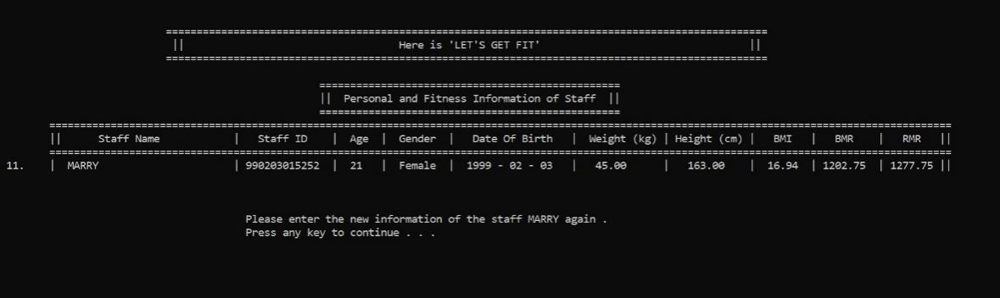 ==================================================================================================
||                                   Here is 'LET'S GET FIT'                                  ||
==================================================================================================
=================================================
||  Personal and Fitness Information of Staff  ||
=================================================
===================================================================================================================================================
||      Staff Name            |   Staff ID    |  Age  |  Gender  |   Date Of Birth   |  Weight (kg) | Height (cm) |   BMI   |   BMR    |   RMR   ||
===================================================================================================================================================
11.    |  MARRY                      | 990203015252  |  21   |  Female  |  1999 - 02 - 03   |   45.00      |   163.00    |  16.94  | 1202.75  | 1277.75 ||
Please enter the new information of the staff MARRY again .
Press any key to continue . . .